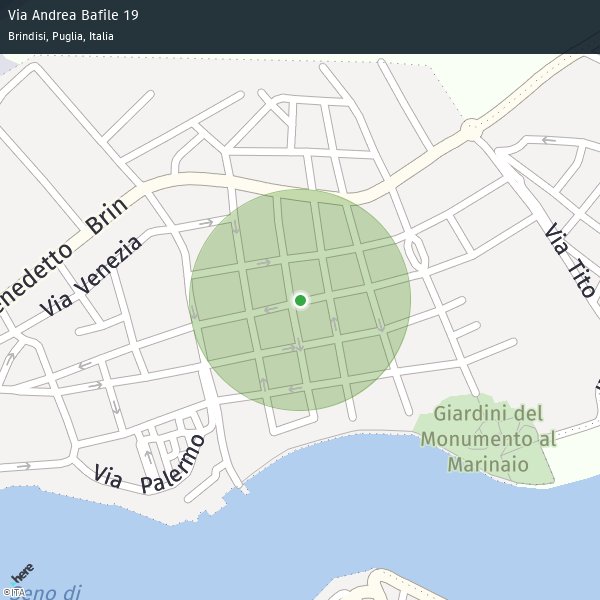 Via Andrea Bafile 19
Brindisi, Puglia, Italia
Brin
enedetto
Via Venezia
Via Tito
Giardini del
Monumento al
Marinaio
Via Palermo
here
©ITA
Seno di